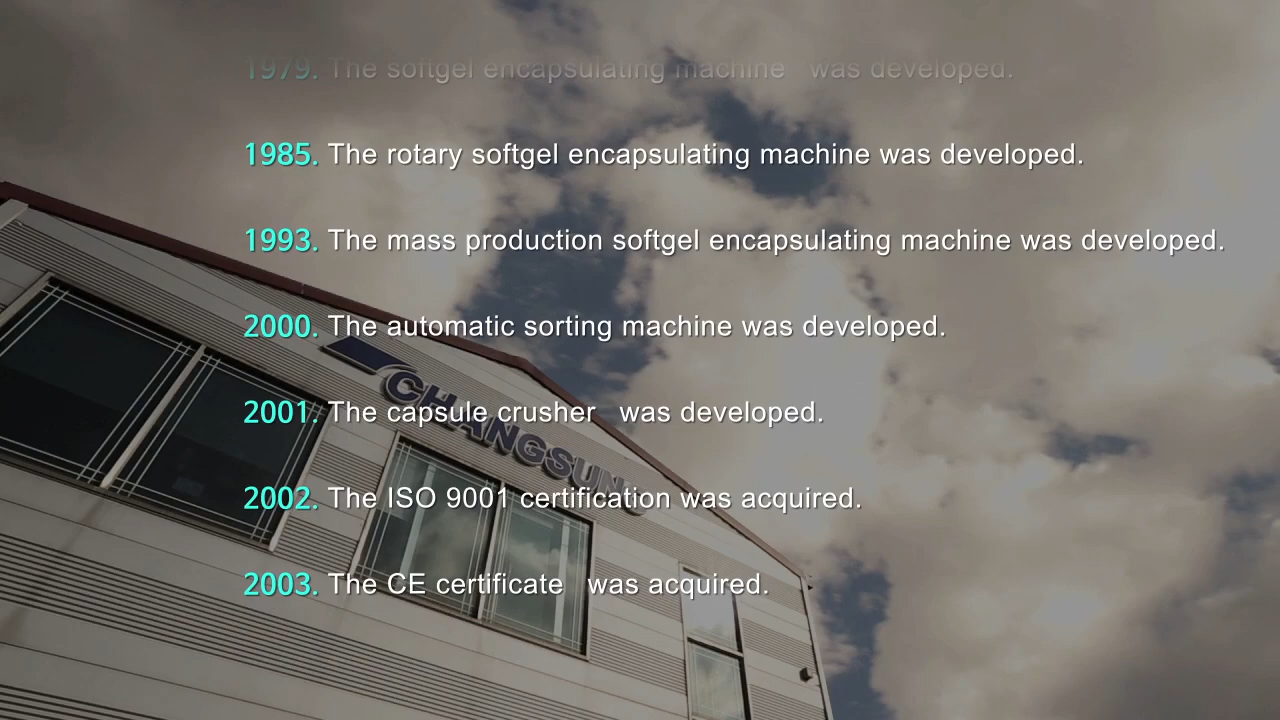 1979. The softgel encapsulating machine was developed.
1985. The rotary softgel encapsulating machine was developed.
1993. The mass production softgel encapsulating machine was developed.
2000. The automatic sorting machine was developed.
2001. The capsule crusher was developed.
CHANGSUNG
2002. The ISO 9001 certification was acquired.
2003. The CE certificate was acquired.